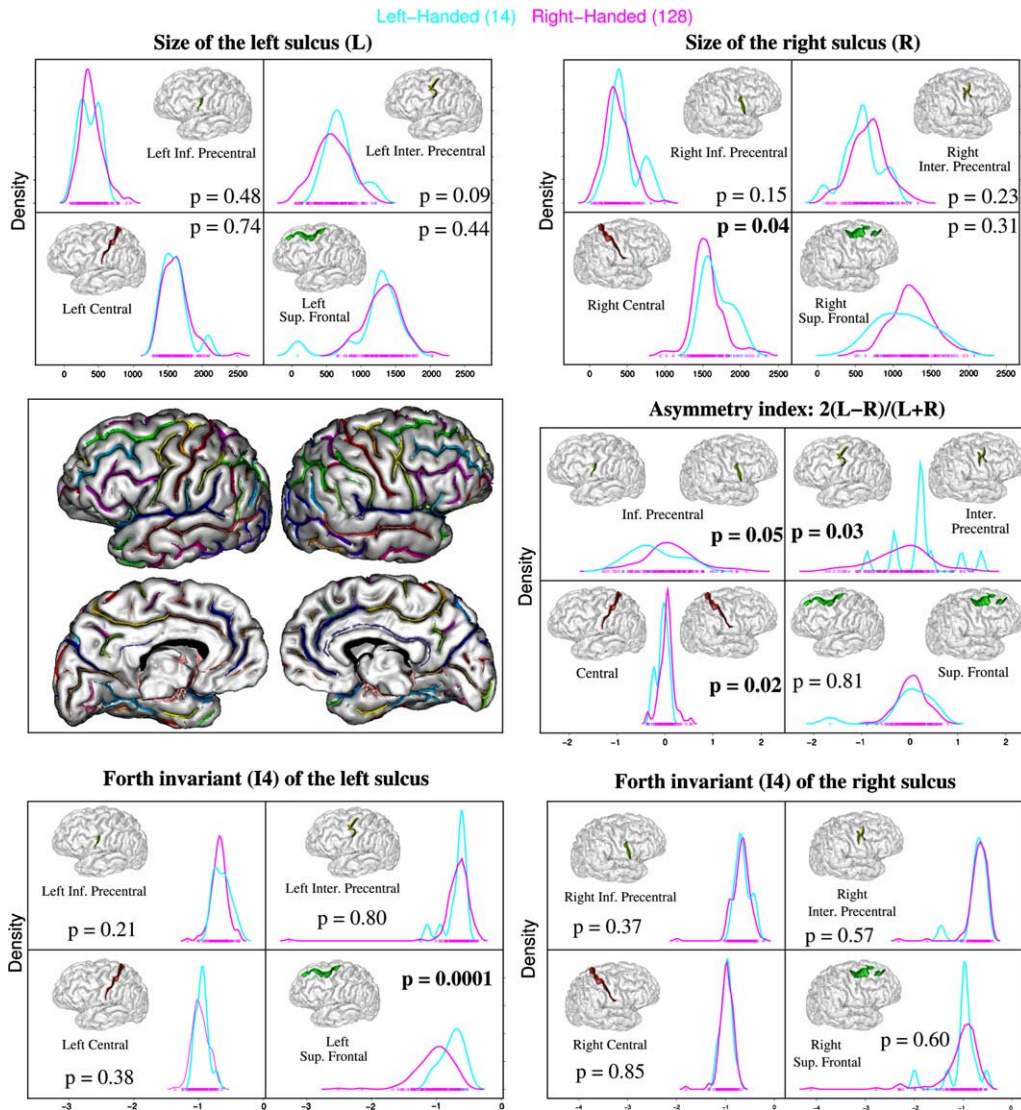 Left-Handed (14) Right-Handed (128)
Size of the left sulcus (L)
Density
Left Inf. Precentral
p = 0.48
Left Inter. Precentral
p = 0.09
p = 0.74
Left Central
p = 0.44
Left
Sup. Frontal
0 500 1000 1500 2000 2500
0 500 1000 1500 2000 2500
Size of the right sulcus (R)
Density
Right Inf. Precentral
p = 0.15
Right
Inter. Precentral
p = 0.23
p = 0.04
Right Central
p = 0.31
Right
Sup. Frontal
0 500 1000 1500 2000 2500
0 500 1000 1500 2000 2500
Asymmetry index: 2(L-R)/(L+R)
Density
Inf. Precentral
p = 0.05
p = 0.03
Inter.
Precentral
Central
p = 0.02
p = 0.81
Sup. Frontal
-2 -1 0 1 2
-2 -1 0 1 2
Forth invariant (I4) of the left sulcus
Density
Left Inf. Precentral
p = 0.21
Left Inter. Precentral
p = 0.80
Left Central
p = 0.38
p = 0.0001
Left
Sup. Frontal
-3 -2 -1 0
-3 -2 -1 0
Forth invariant (I4) of the right sulcus
Density
Right Inf. Precentral
p = 0.37
Right
Inter. Precentral
p = 0.57
Right Central
p = 0.85
p = 0.60
Right
Sup. Frontal
-4 -3 -2 -1 0
-4 -3 -2 -1 0